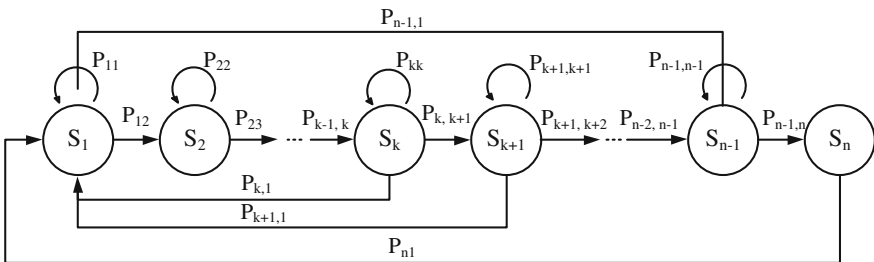 P_{n-1,1}
P_{11} P_{22} P_{kk} P_{k+1,k+1} P_{n-1,n-1}
P_{12} P_{23} P_{k-1, k} P_{k, k+1} P_{k+1, k+2} P_{n-2, n-1} P_{n-1,n}
S_1 S_2 ... S_k S_{k+1} ... S_{n-1} S_n
P_{k,1}
P_{k+1,1}
P_{n1}